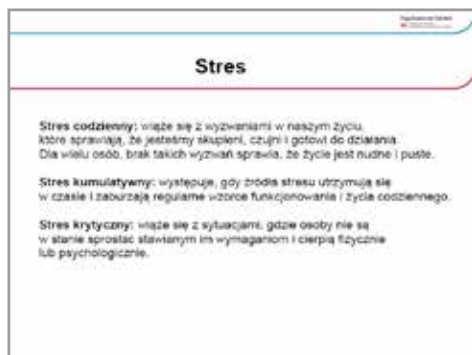 Stres
Stres codzienny: wiąże się z wyzwaniami w naszym życiu,
które sprawiają, że jesteśmy skupieni, czujni i gotowi do działania.
Dla wielu osób, brak takich wyzwań sprawia, że życie jest nudne i puste.
Stres kumulatywny: występuje, gdy źródła stresu utrzymują się
w czasie i zaburzają regularne wzorce funkcjonowania i życia codziennego.
Stres krytyczny: wiąże się z sytuacjami, gdzie osoby nie są
w stanie sprostać stawianym im wymaganiom i cierpią fizycznie
lub psychologicznie.